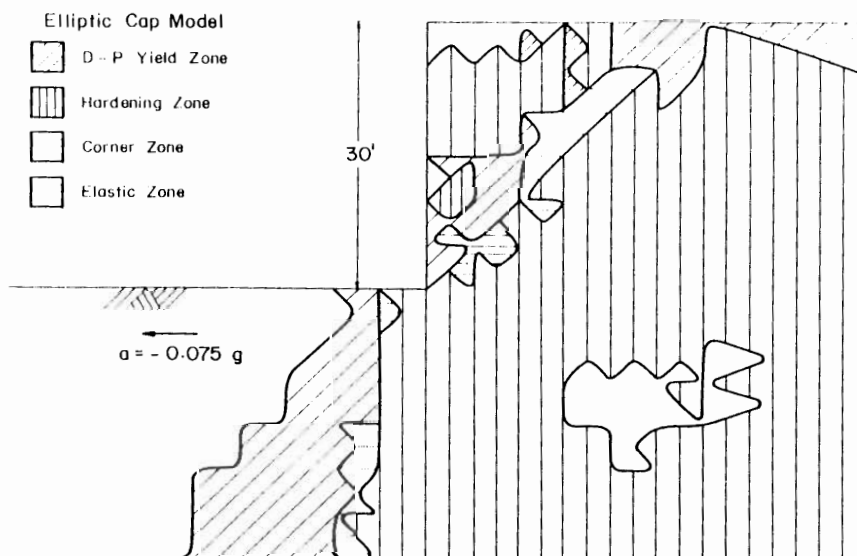 Elliptic Cap Model
D-P Yield Zone
Hardening Zone
Corner Zone
Elastic Zone
30'
a = - 0.075 g